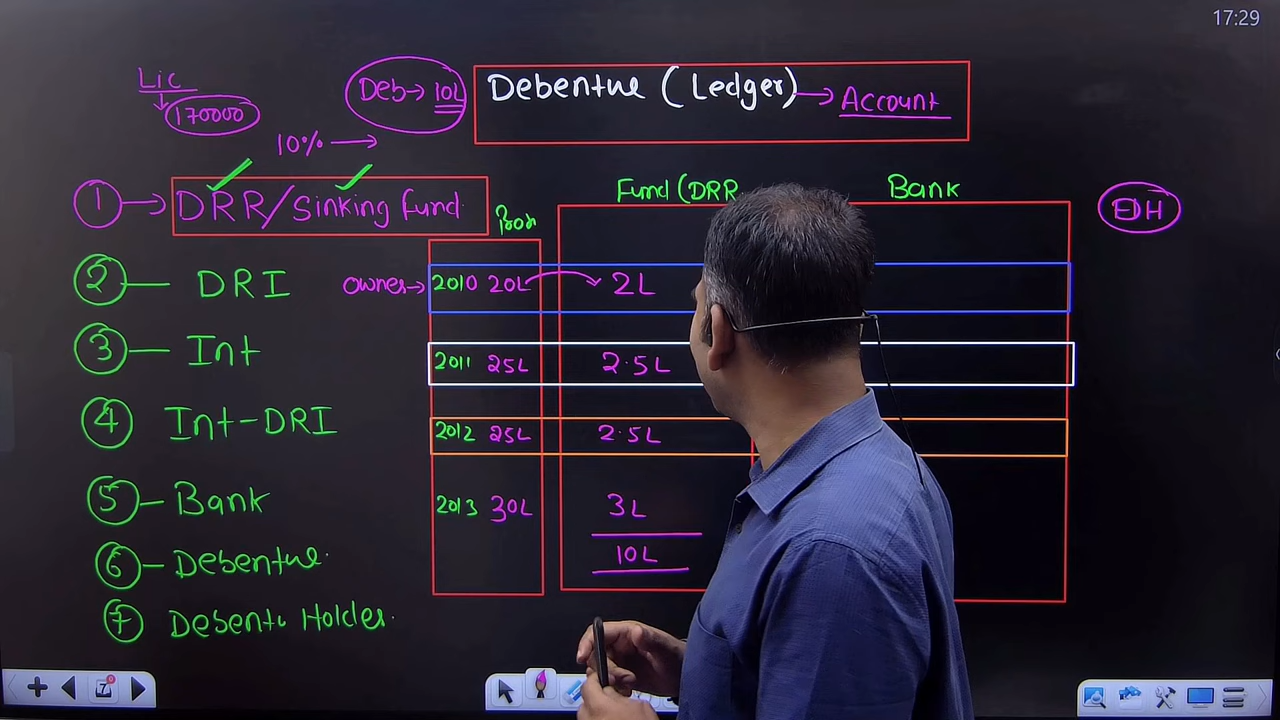 17:29
Lic
170000
Deb→ 10L
Debenture (Ledger) → Account
10% →
① → DRR/Sinking fund
Fund (DRR
Bank
EDH
② — DRI
owner→ 2010 20L 2L
③ — Int
2011 25L 2.5L
④ — Int-DRI
2012 25L 2.5L
⑤ - Bank
2013 30L 3L
10L
⑥ - Debenture
⑦ Debent Holder